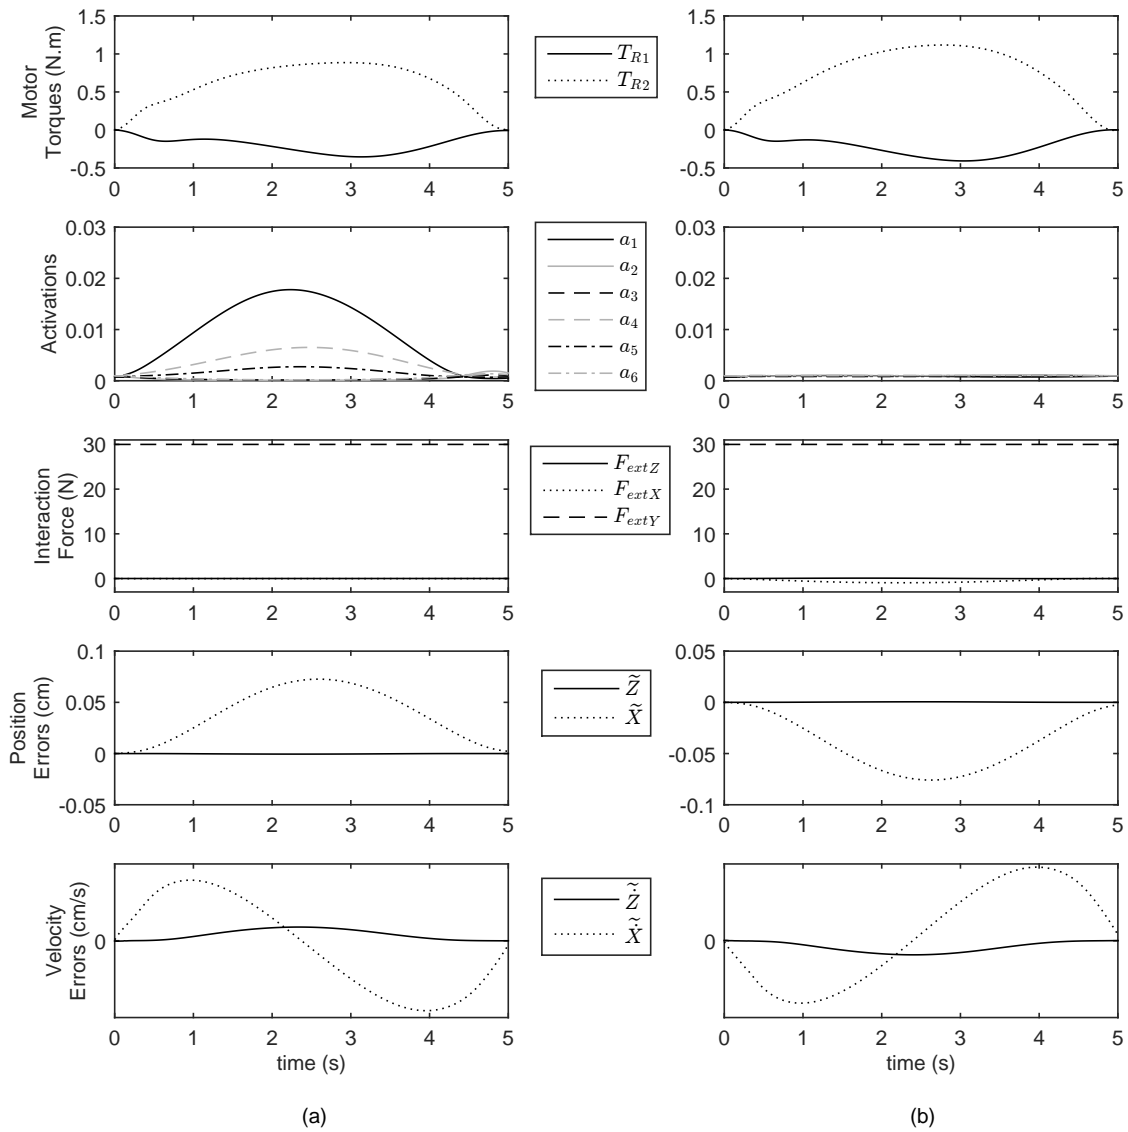 Motor
Torques (N.m)
1.5
1
0.5
0
-0.5
0 1 2 3 4 5
T_{R1}
T_{R2}
1.5
1
0.5
0
-0.5
0 1 2 3 4 5
Activations
0.03
0.02
0.01
0
0 1 2 3 4 5
a_1
a_2
a_3
a_4
a_5
a_6
0.03
0.02
0.01
0
0 1 2 3 4 5
Interaction
Force (N)
30
20
10
0
0 1 2 3 4 5
F_{extZ}
F_{extX}
F_{extY}
30
20
10
0
0 1 2 3 4 5
Position
Errors (cm)
0.1
0.05
0
-0.05
0 1 2 3 4 5
\widetilde{Z}
\widetilde{X}
0.05
0
-0.05
-0.1
0 1 2 3 4 5
Velocity
Errors (cm/s)
0
0 1 2 3 4 5
time (s)
\widetilde{\dot{Z}}
\widetilde{\dot{X}}
0
0 1 2 3 4 5
time (s)
(a)
(b)